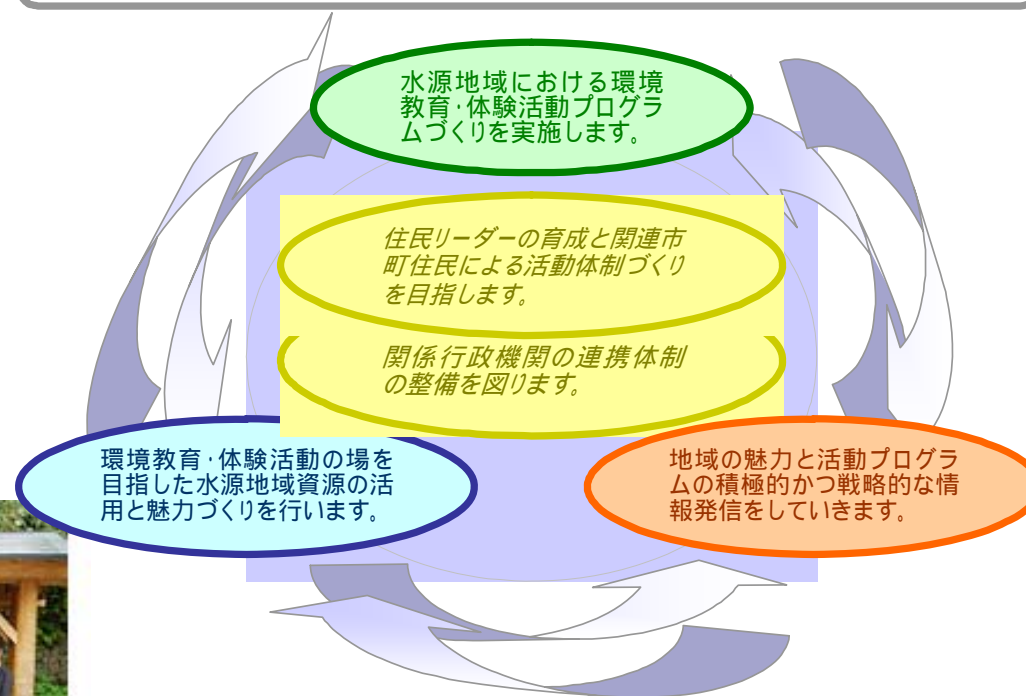 水源地域における環境
教育・体験活動プログラ
ムづくりを実施します。
住民リーダーの育成と関連市
町住民による活動体制づくり
を目指します。
関係行政機関の連携体制
の整備を図ります。
環境教育・体験活動の場を
目指した水源地域資源の活
用と魅力づくりを行います。
地域の魅力と活動プログラ
ムの積極的かつ戦略的な情
報発信をしていきます。